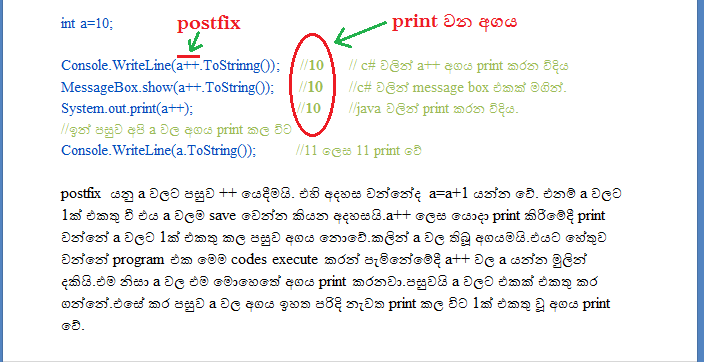 postfix print වන අගය
int a=10;
Console.WriteLine(a++.ToStrinng()); //10 // c# වලින් a++ අගය print කරන විදිය
MessageBox.show(a++.ToString()); //10 //c# වලින් message box එකක් මගින්.
System.out.print(a++); //10 //java වලින් print කරන විදිය.
//ඉන් පසුව අපි a වල අගය print කල විට
Console.WriteLine(a.ToString()); //11 ලෙස 11 print වේ
postfix යනු a වලට පසුව ++ යෙදීමයි. එහි අදහස වන්නේද a=a+1 යන්න වේ. එනම් a වලට
1ක් එකතු වී එය a වලම save වෙන්න කියන අදහසයි.a++ ලෙස යොදා print කිරිමේදී print
වන්නේ a වලට 1ක් එකතු කල පසුව අගය නොවේ.කලින් a වල තිබූ අගයමයි.එයට හේතුව
වන්නේ program එක මෙම codes execute කරන් පැමිනේමේදී a++ වල a යන්න මුලින්
දකියි.එම නිසා a වල එම මොහෙතේ අගය print කරනවා.පසුවයි a වලට එකක් එකතු කර
ගන්නේ.එසේ කර පසුව a වල අගය ඉහත පරිදි නැවත print කල විට 1ක් එකතු වූ අගය print
වේ.